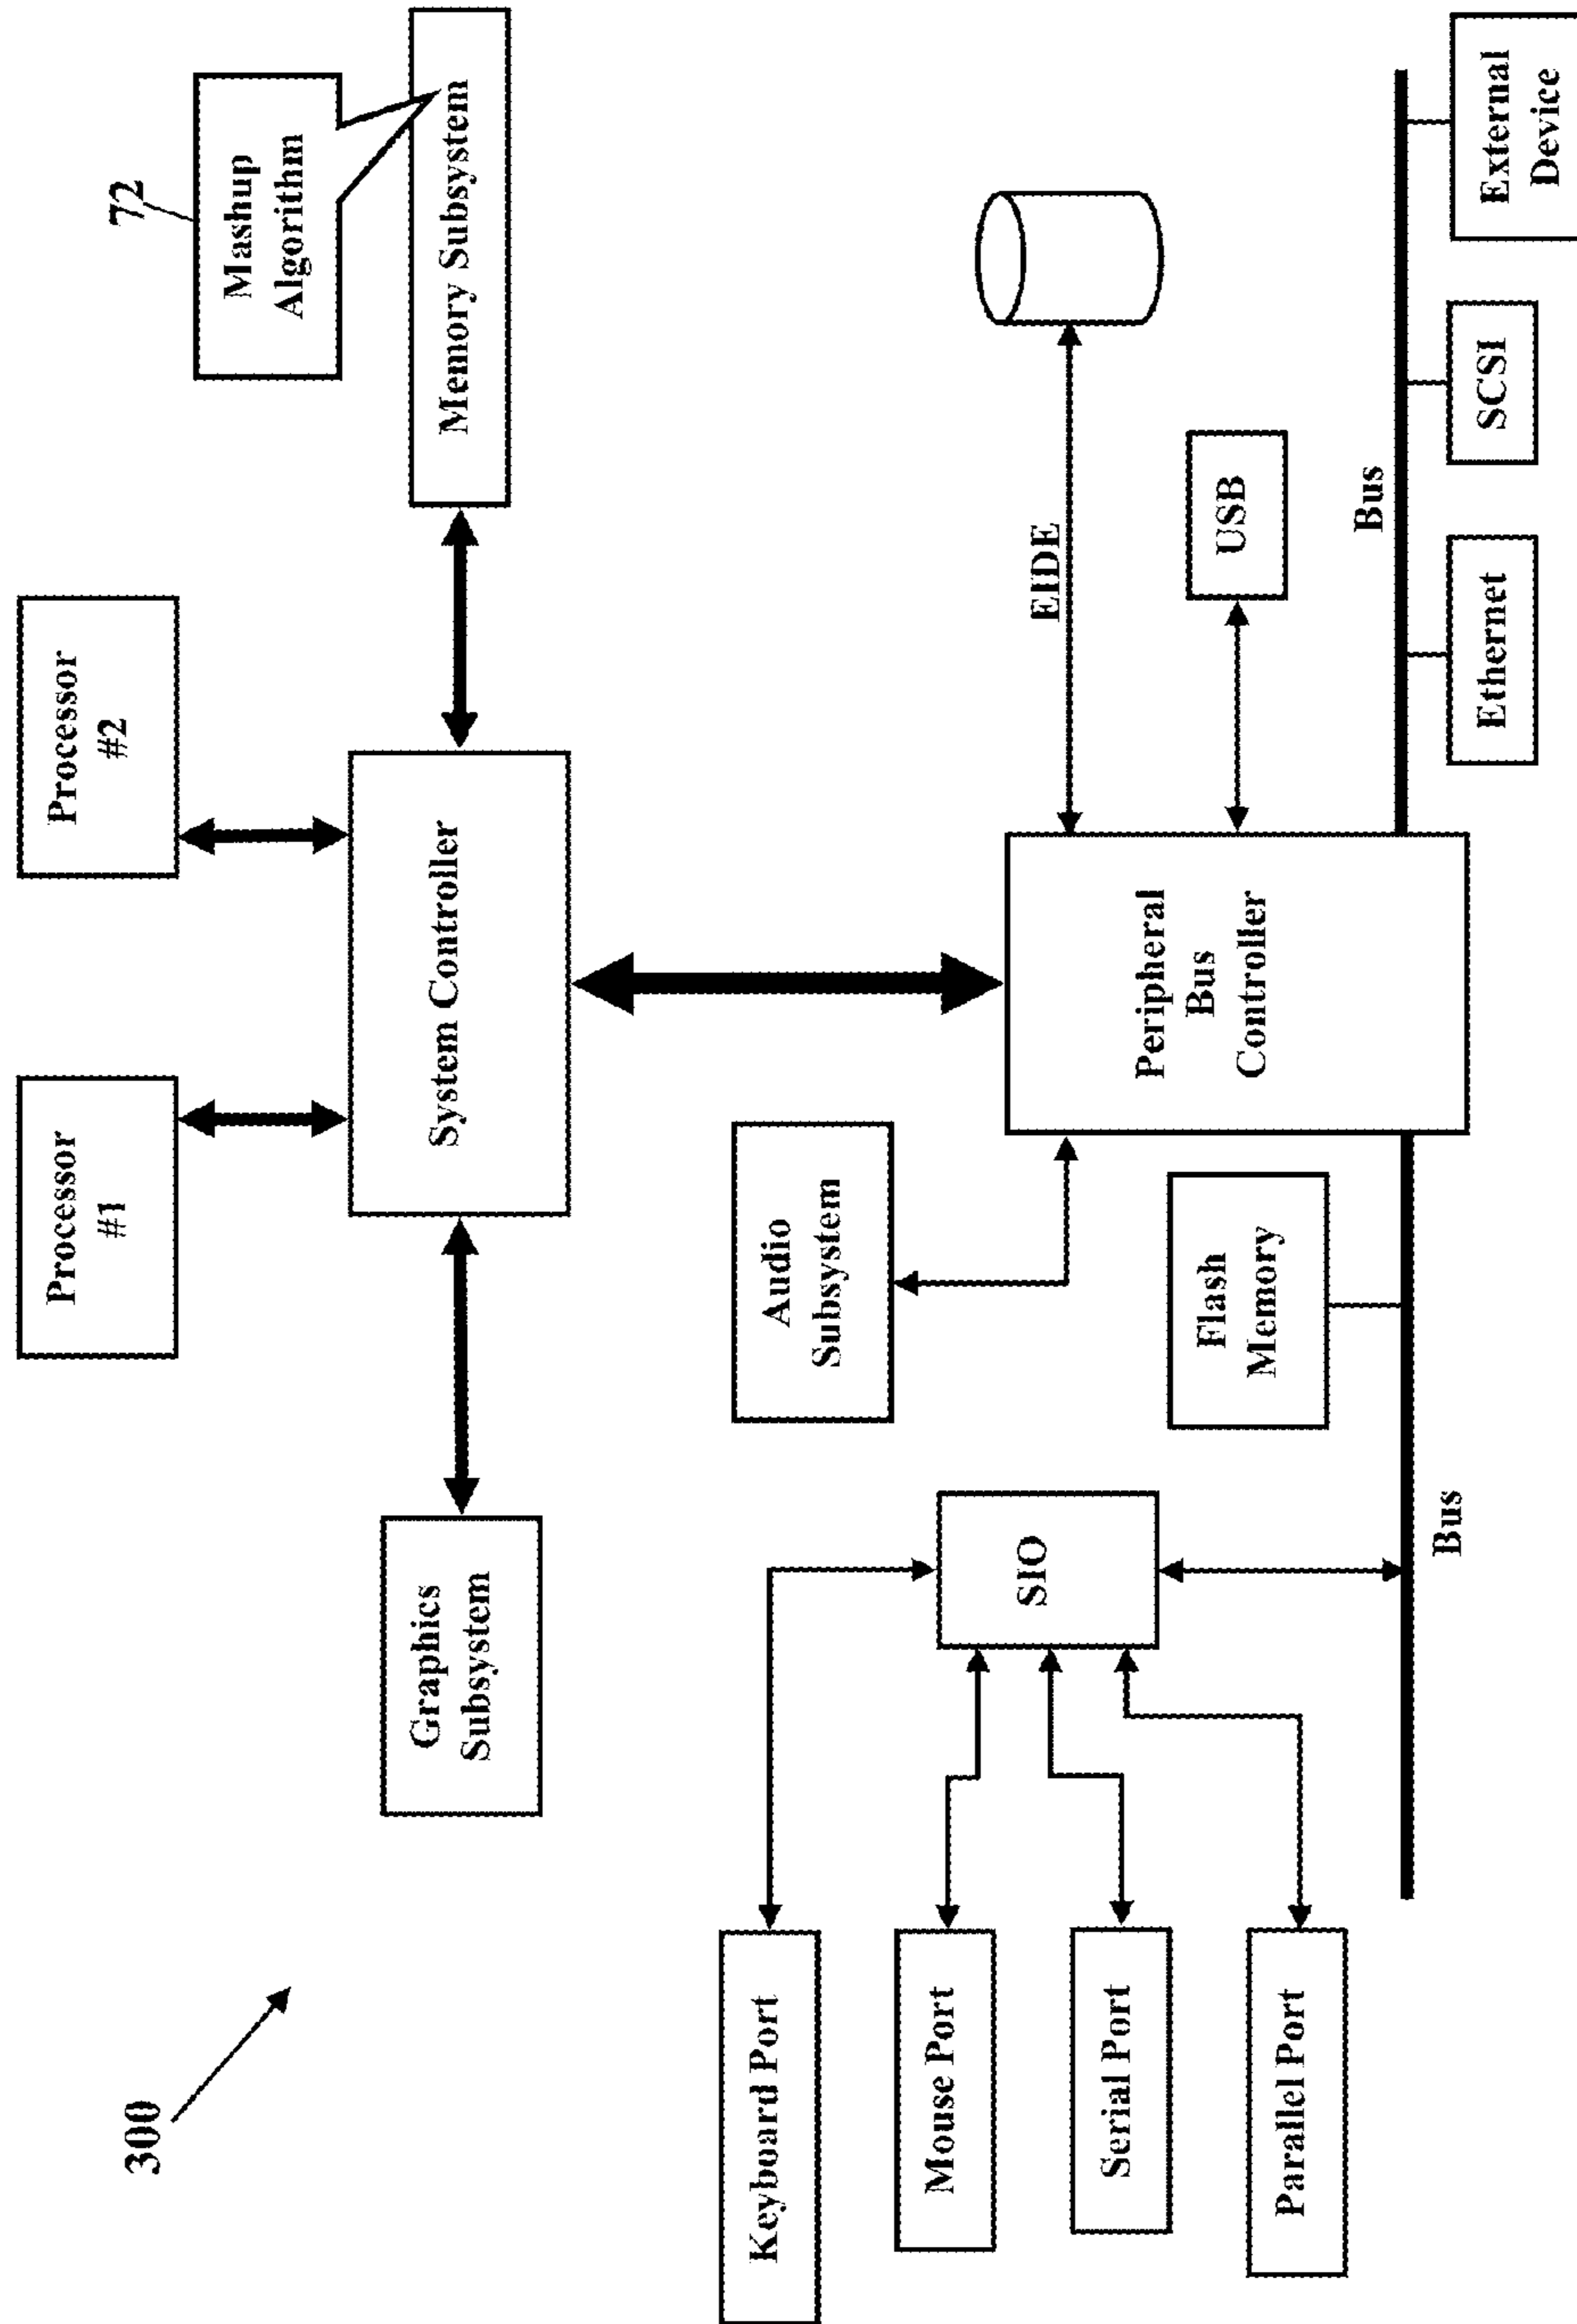 300
72
Processor
#1
Processor
#2
Mashup
Algorithm
Graphics
Subsystem
System Controller
Memory Subsystem
Keyboard Port
Mouse Port
Serial Port
Parallel Port
SIO
Audio
Subsystem
Flash
Memory
Bus
Peripheral
Bus
Controller
EIDE
USB
Bus
Ethernet
SCSI
External
Device